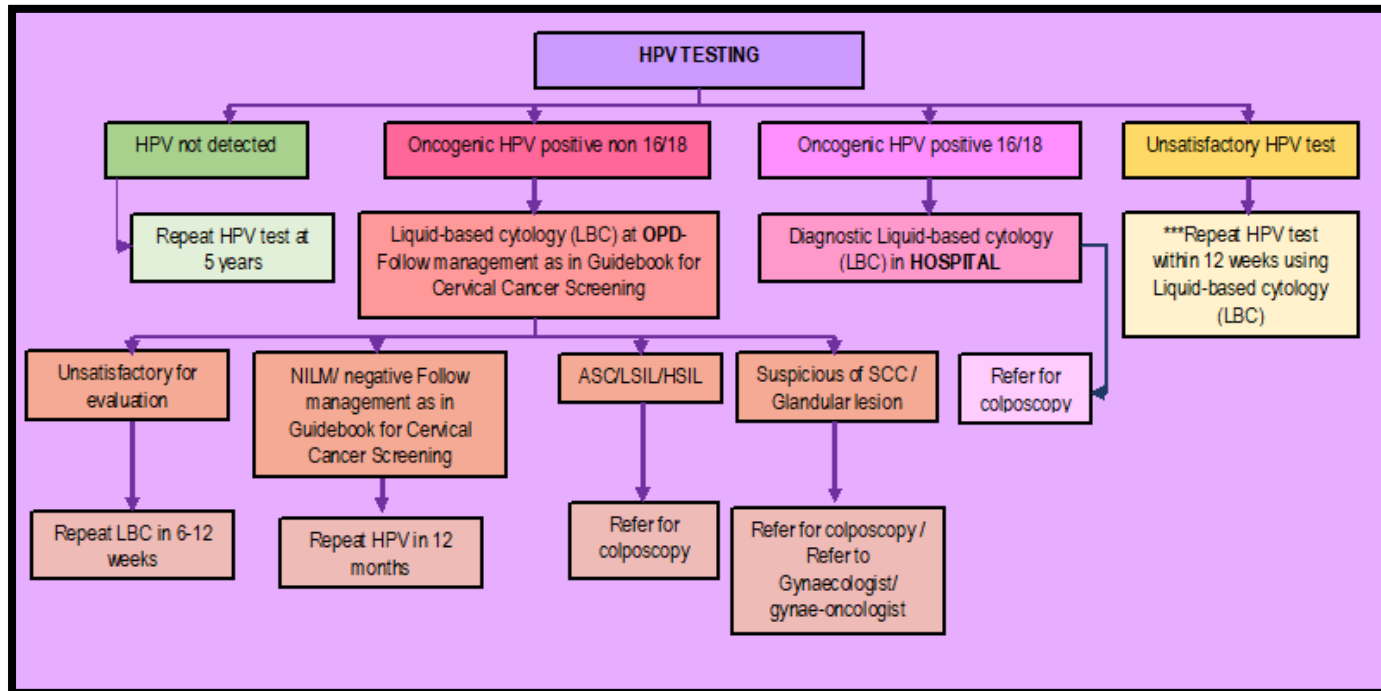 HPV TESTING
HPV not detected
Oncogenic HPV positive non 16/18
Oncogenic HPV positive 16/18
Unsatisfactory HPV test
Repeat HPV test at
5 years
Liquid-based cytology (LBC) at OPD-
Follow management as in Guidebook for
Cervical Cancer Screening
Diagnostic Liquid-based cytology
(LBC) in HOSPITAL
***Repeat HPV test
within 12 weeks using
Liquid-based cytology
(LBC)
Unsatisfactory for
evaluation
NILM/ negative Follow
management as in
Guidebook for Cervical
Cancer Screening
ASC/LSIL/HSIL
Suspicious of SCC /
Glandular lesion
Refer for
colposcopy
Repeat LBC in 6-12
weeks
Repeat HPV in 12
months
Refer for
colposcopy
Refer for colposcopy /
Refer to
Gynaecologist/
gynae-oncologist